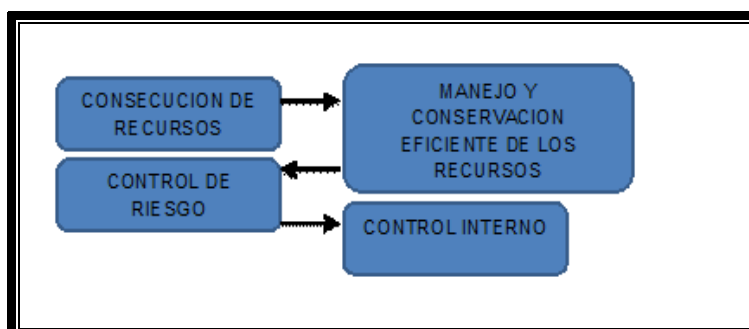 CONSECUCION DE
RECURSOS
MANEJO Y
CONSERVACION
EFICIENTE DE LOS
RECURSOS
CONTROL DE
RIESGO
CONTROL INTERNO